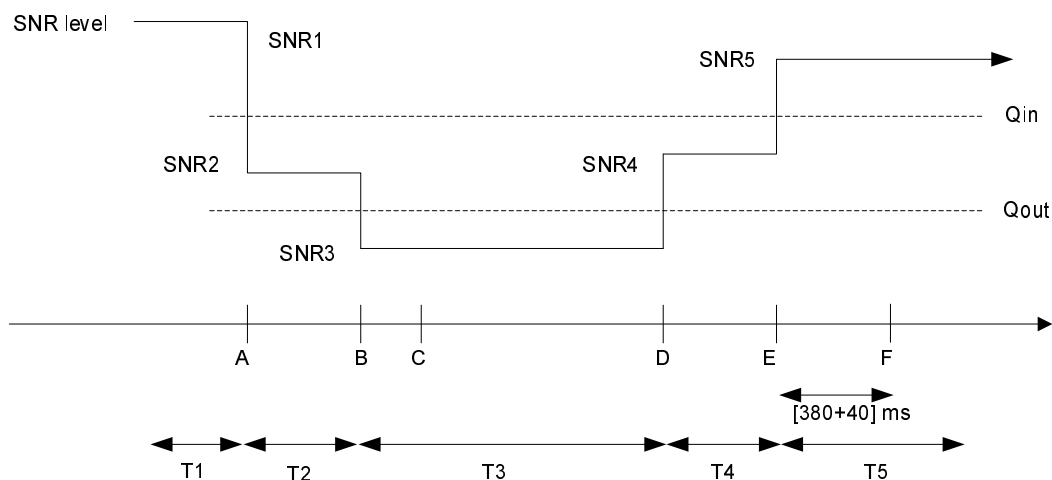 SNR level
SNR1
SNR5
Qin
SNR2
SNR4
Qout
SNR3
A B C D E F
[380+40] ms
T1 T2 T3 T4 T5